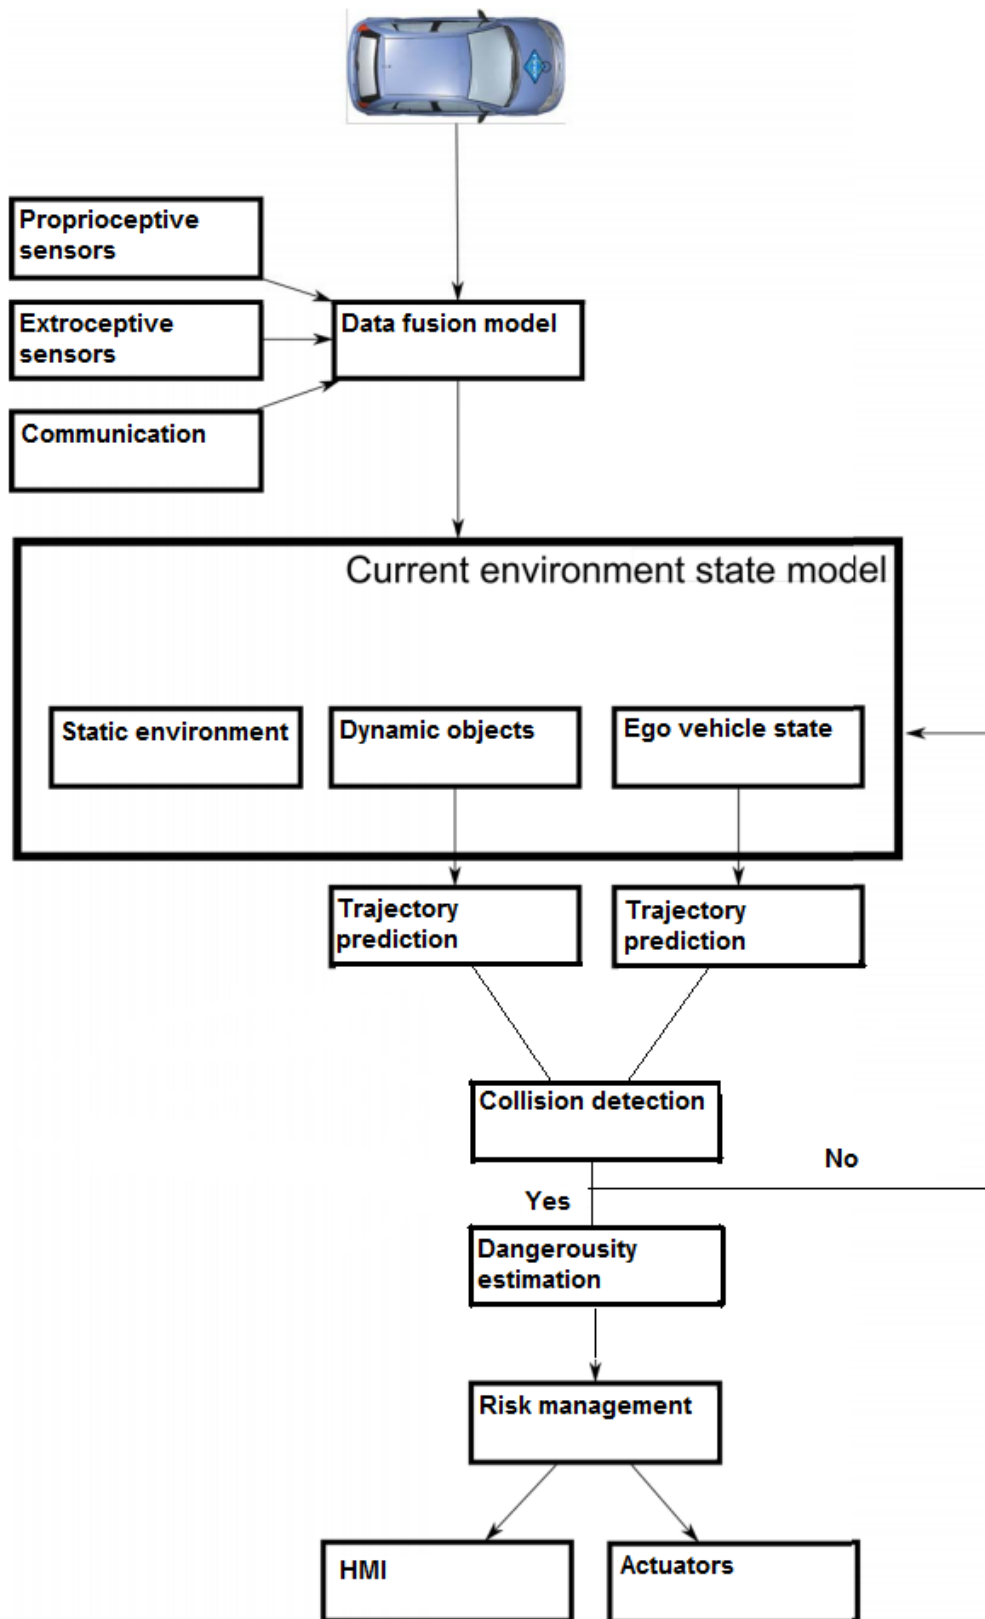 Proprioceptive
sensors
Extroceptive
sensors
Data fusion model
Communication
Current environment state model
Static environment
Dynamic objects
Ego vehicle state
Trajectory
prediction
Trajectory
prediction
Collision detection
No
Yes
Dangerousity
estimation
Risk management
HMI
Actuators